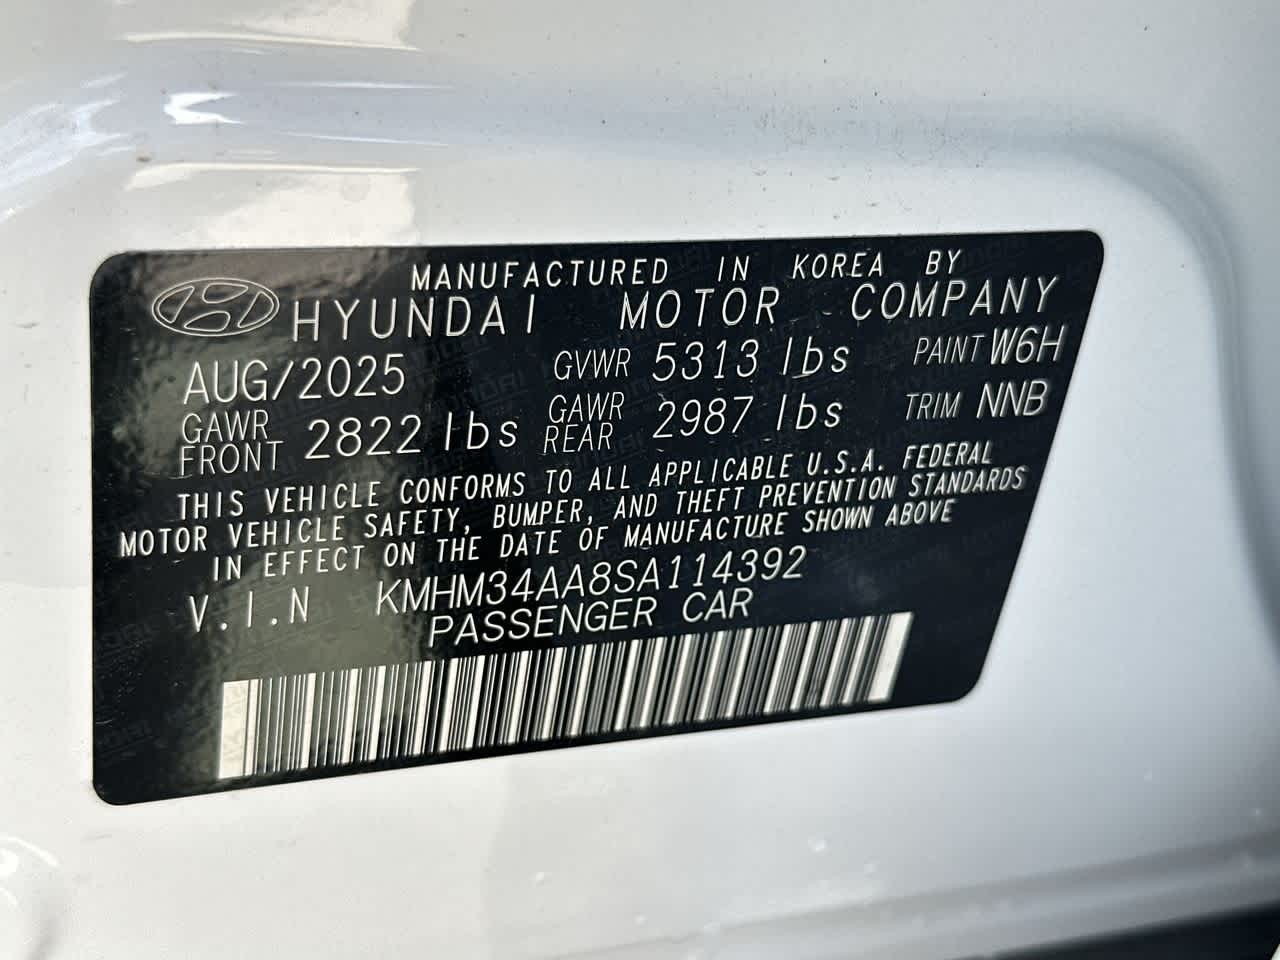 MANUFACTURED IN KOREA BY
HYUNDAI MOTOR COMPANY
AUG/2025 GVWR 5313 lbs PAINT W6H
GAWR FRONT 2822 lbs GAWR REAR 2987 lbs TRIM NNB
THIS VEHICLE CONFORMS TO ALL APPLICABLE U.S.A. FEDERAL
MOTOR VEHICLE SAFETY, BUMPER, AND THEFT PREVENTION STANDARDS
IN EFFECT ON THE DATE OF MANUFACTURE SHOWN ABOVE
V.I.N KMHM34AA8SA114392
PASSENGER CAR